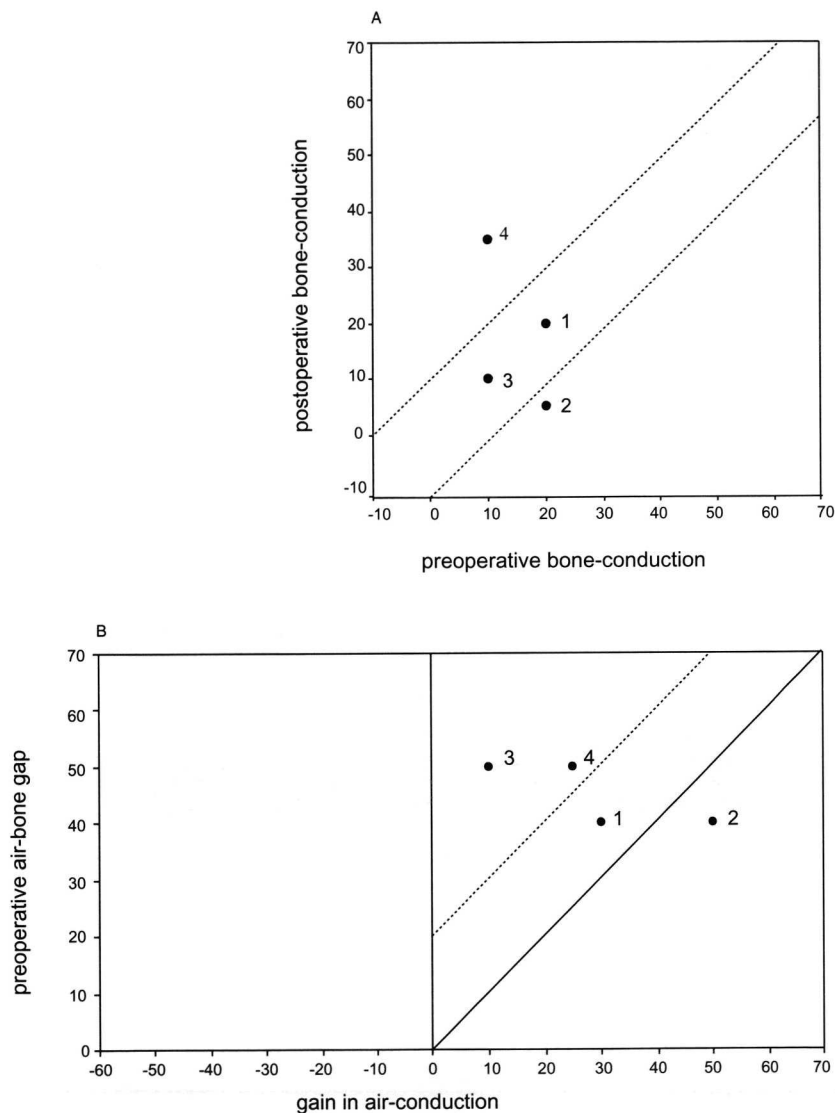 A
70
60
50
40
30
20
10
0
-10
postoperative bone-conduction
4
1
3
2
-10 0 10 20 30 40 50 60 70
preoperative bone-conduction
B
70
60
50
40
30
20
10
0
preoperative air-bone gap
3 4
1 2
-60 -50 -40 -30 -20 -10 0 10 20 30 40 50 60 70
gain in air-conduction